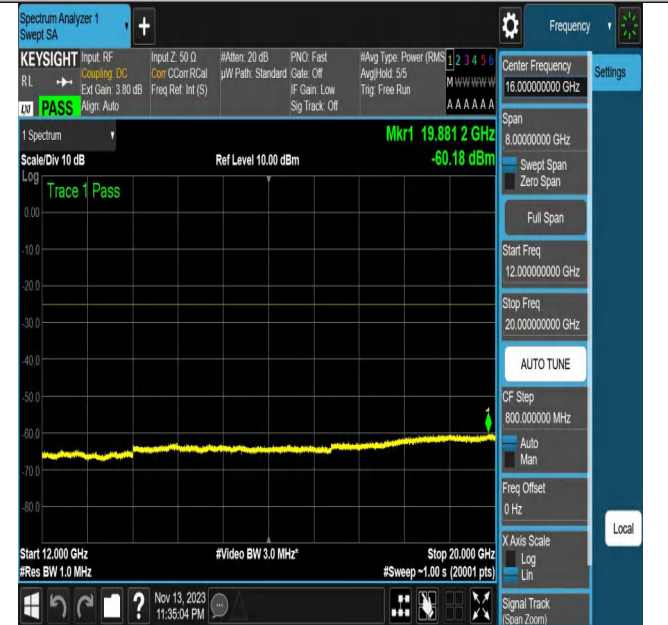 Spectrum Analyzer 1
Swept SA
+
Frequency
KEYSIGHT
RL
PASS
Input: RF
Coupling: DC
Ext Gain: 3.80 dB
Align: Auto
Input Z: 50 Ω
Corr CCorr RCal
Freq Ref: Int (S)
#Atten: 20 dB
µW Path: Standard
PNO: Fast
Gate: Off
IF Gain: Low
Sig Track: Off
#Avg Type: Power (RMS
Avg|Hold: 5/5
Trig: Free Run
1 2 3 4 5 6
M W W W W W
A A A A A A
1 Spectrum
Mkr1 19.881 2 GHz
Scale/Div 10 dB
Ref Level 10.00 dBm
-60.18 dBm
Log
Trace 1 Pass
0.00
-10.0
-20.0
-30.0
-40.0
-50.0
-60.0
-70.0
-80.0
1
Start 12.000 GHz
#Video BW 3.0 MHz*
Stop 20.000 GHz
#Res BW 1.0 MHz
#Sweep ~1.00 s (20001 pts)
?
Nov 13, 2023
11:35:04 PM
Center Frequency
16.000000000 GHz
Settings
Span
8.00000000 GHz
Swept Span
Zero Span
Full Span
Start Freq
12.000000000 GHz
Stop Freq
20.000000000 GHz
AUTO TUNE
CF Step
800.000000 MHz
Auto
Man
Freq Offset
0 Hz
X Axis Scale
Log
Lin
Local
Signal Track
(Span Zoom)